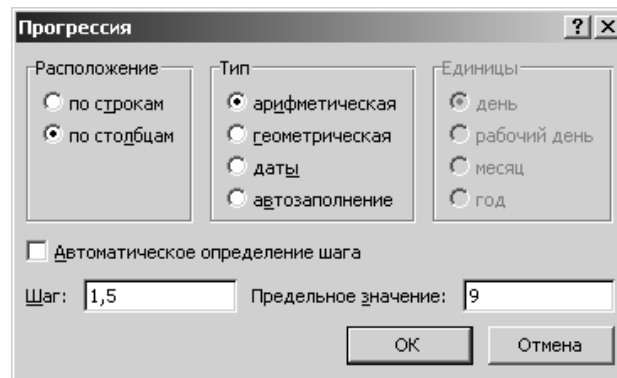 Прогрессия
Расположение
по строкам
по столбцам
Тип
арифметическая
геометрическая
даты
автозаполнение
Единицы
день
рабочий день
месяц
год
Автоматическое определение шага
Шаг: 1,5 Предельное значение: 9
ОК Отмена